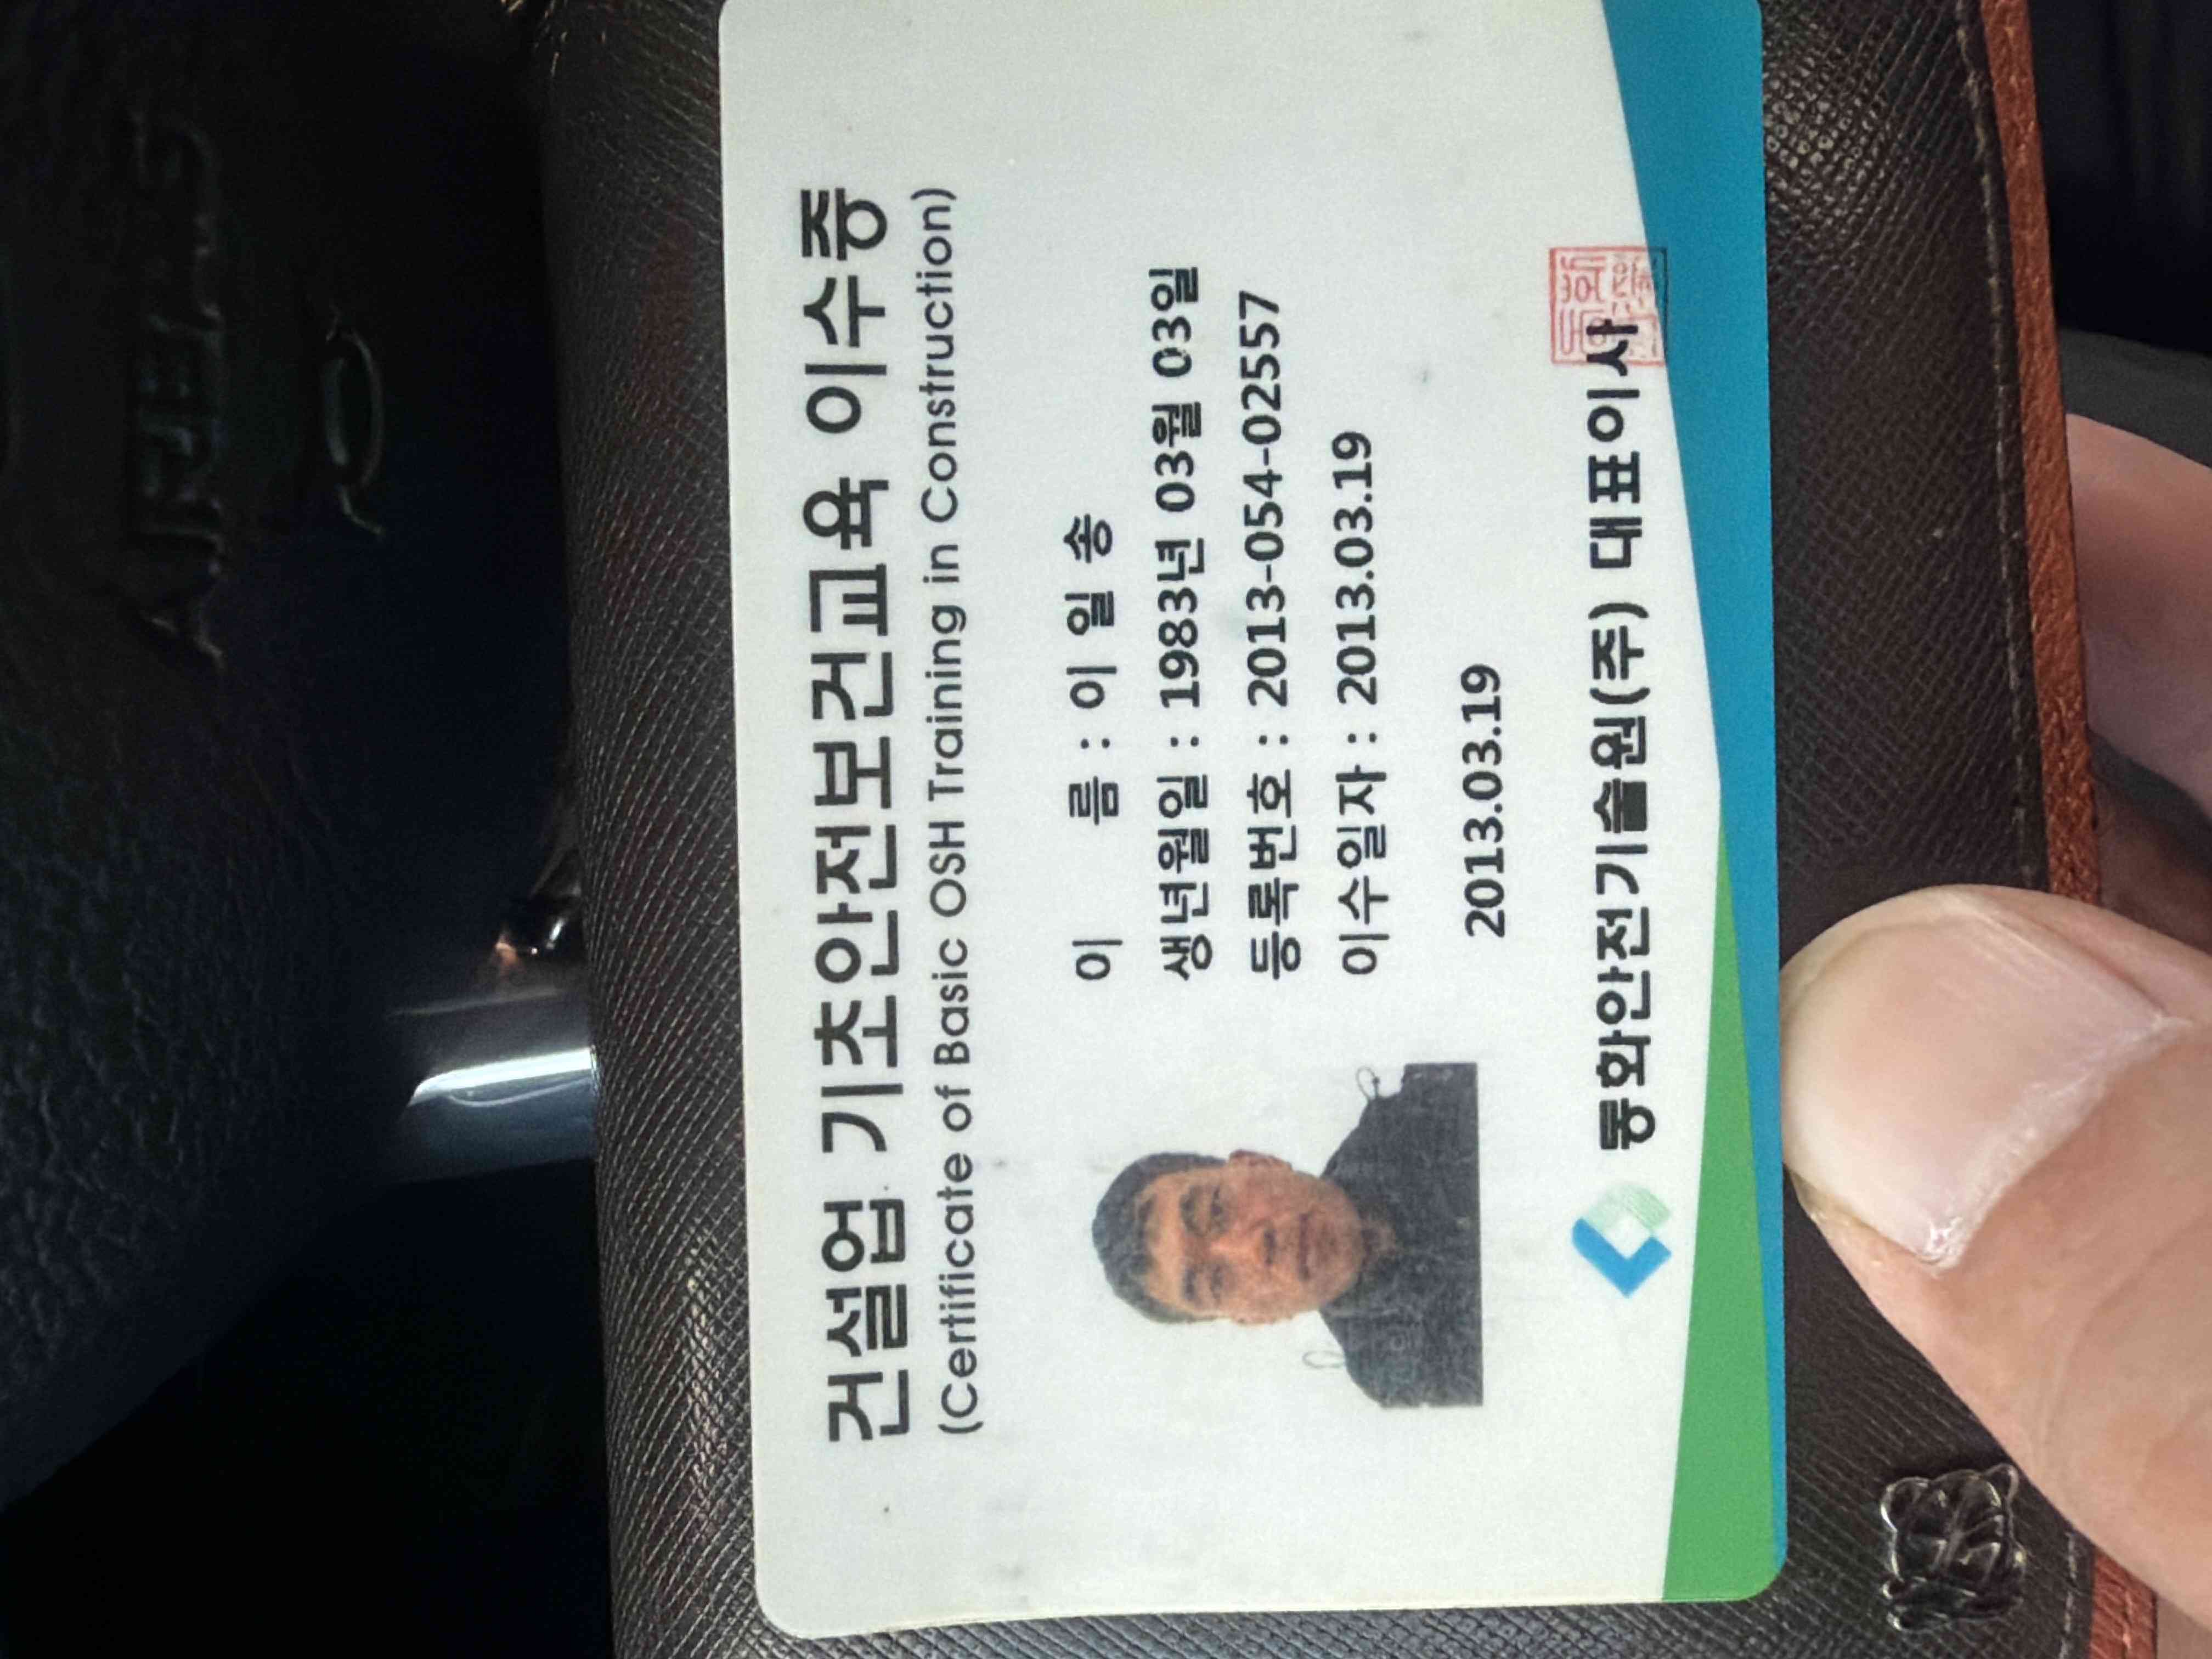 건설업 기초안전보건교육 이수증
(Certificate of Basic OSH Training in Construction)
이 름 : 이 일 송
생년월일 : 1983년 03월 03일
등록번호 : 2013-054-02557
이수일자 : 2013.03.19
2013.03.19
통화안전기술원(주) 대표이사
AIRBAG